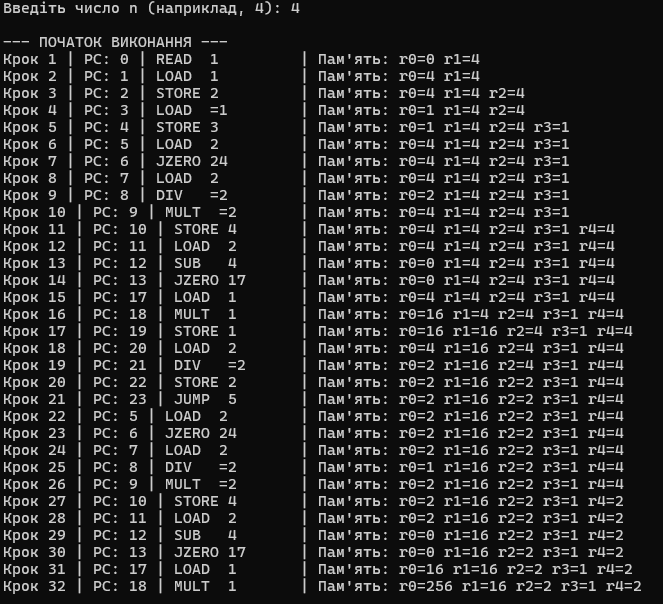 Введіть число n (наприклад, 4): 4
--- ПОЧАТОК ВИКОНАННЯ ---
Крок 1 | PC: 0 | READ  1         | Пам'ять: r0=0 r1=4
Крок 2 | PC: 1 | LOAD  1         | Пам'ять: r0=4 r1=4
Крок 3 | PC: 2 | STORE 2         | Пам'ять: r0=4 r1=4 r2=4
Крок 4 | PC: 3 | LOAD  =1        | Пам'ять: r0=1 r1=4 r2=4
Крок 5 | PC: 4 | STORE 3         | Пам'ять: r0=1 r1=4 r2=4 r3=1
Крок 6 | PC: 5 | LOAD  2         | Пам'ять: r0=4 r1=4 r2=4 r3=1
Крок 7 | PC: 6 | JZERO 24        | Пам'ять: r0=4 r1=4 r2=4 r3=1
Крок 8 | PC: 7 | LOAD  2         | Пам'ять: r0=4 r1=4 r2=4 r3=1
Крок 9 | PC: 8 | DIV   =2        | Пам'ять: r0=2 r1=4 r2=4 r3=1
Крок 10 | PC: 9 | MULT  =2       | Пам'ять: r0=4 r1=4 r2=4 r3=1
Крок 11 | PC: 10 | STORE 4       | Пам'ять: r0=4 r1=4 r2=4 r3=1 r4=4
Крок 12 | PC: 11 | LOAD  2       | Пам'ять: r0=4 r1=4 r2=4 r3=1 r4=4
Крок 13 | PC: 12 | SUB   4       | Пам'ять: r0=0 r1=4 r2=4 r3=1 r4=4
Крок 14 | PC: 13 | JZERO 17      | Пам'ять: r0=0 r1=4 r2=4 r3=1 r4=4
Крок 15 | PC: 17 | LOAD  1       | Пам'ять: r0=4 r1=4 r2=4 r3=1 r4=4
Крок 16 | PC: 18 | MULT  1       | Пам'ять: r0=16 r1=4 r2=4 r3=1 r4=4
Крок 17 | PC: 19 | STORE 1       | Пам'ять: r0=16 r1=16 r2=4 r3=1 r4=4
Крок 18 | PC: 20 | LOAD  2       | Пам'ять: r0=4 r1=16 r2=4 r3=1 r4=4
Крок 19 | PC: 21 | DIV   =2      | Пам'ять: r0=2 r1=16 r2=4 r3=1 r4=4
Крок 20 | PC: 22 | STORE 2       | Пам'ять: r0=2 r1=16 r2=2 r3=1 r4=4
Крок 21 | PC: 23 | JUMP  5       | Пам'ять: r0=2 r1=16 r2=2 r3=1 r4=4
Крок 22 | PC: 5 | LOAD  2        | Пам'ять: r0=2 r1=16 r2=2 r3=1 r4=4
Крок 23 | PC: 6 | JZERO 24       | Пам'ять: r0=2 r1=16 r2=2 r3=1 r4=4
Крок 24 | PC: 7 | LOAD  2        | Пам'ять: r0=2 r1=16 r2=2 r3=1 r4=4
Крок 25 | PC: 8 | DIV   =2       | Пам'ять: r0=1 r1=16 r2=2 r3=1 r4=4
Крок 26 | PC: 9 | MULT  =2       | Пам'ять: r0=2 r1=16 r2=2 r3=1 r4=4
Крок 27 | PC: 10 | STORE 4       | Пам'ять: r0=2 r1=16 r2=2 r3=1 r4=2
Крок 28 | PC: 11 | LOAD  2       | Пам'ять: r0=2 r1=16 r2=2 r3=1 r4=2
Крок 29 | PC: 12 | SUB   4       | Пам'ять: r0=0 r1=16 r2=2 r3=1 r4=2
Крок 30 | PC: 13 | JZERO 17      | Пам'ять: r0=0 r1=16 r2=2 r3=1 r4=2
Крок 31 | PC: 17 | LOAD  1       | Пам'ять: r0=16 r1=16 r2=2 r3=1 r4=2
Крок 32 | PC: 18 | MULT  1       | Пам'ять: r0=256 r1=16 r2=2 r3=1 r4=2